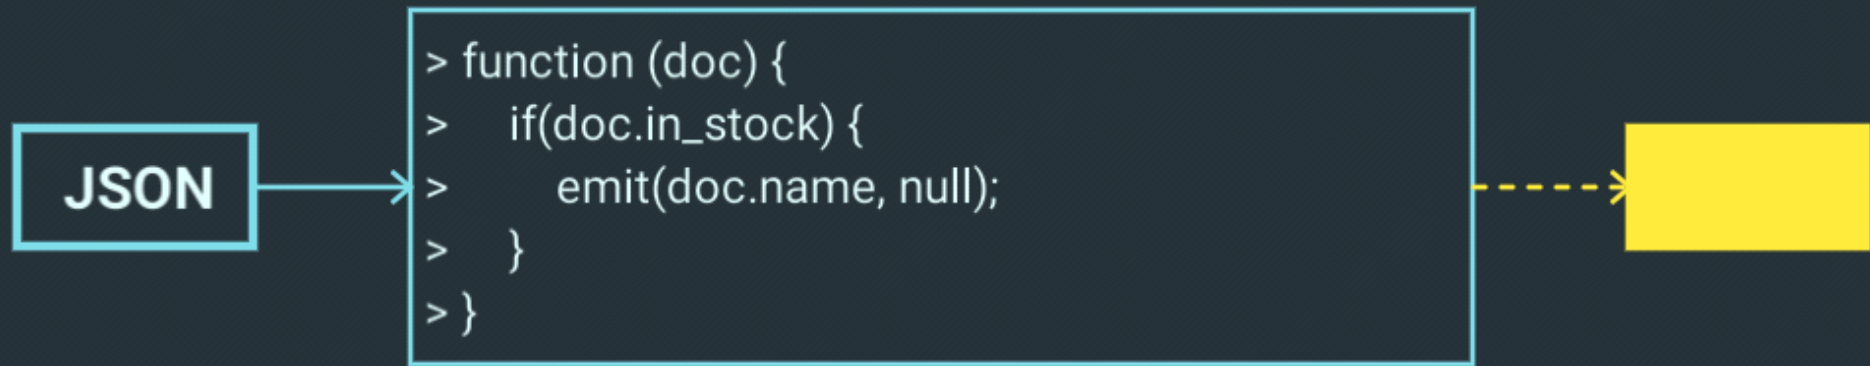 JSON
> function (doc) {
>     if(doc.in_stock) {
>         emit(doc.name, null);
>     }
> }